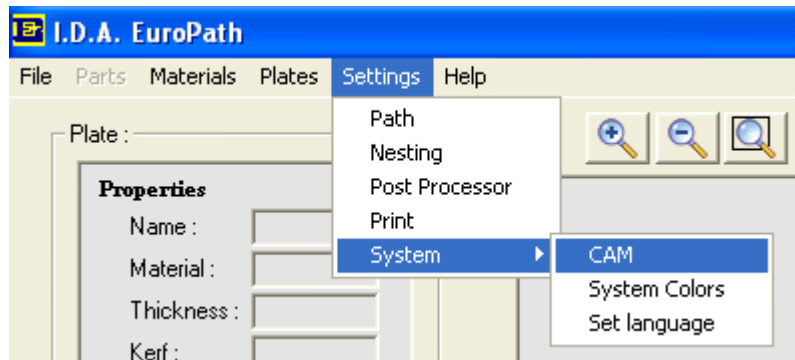 I.D.A. EuroPath
File Parts Materials Plates Settings Help
Plate :
Properties
Name :
Material :
Thickness :
Kerf :
Path
Nesting
Post Processor
Print
System
CAM
System Colors
Set language